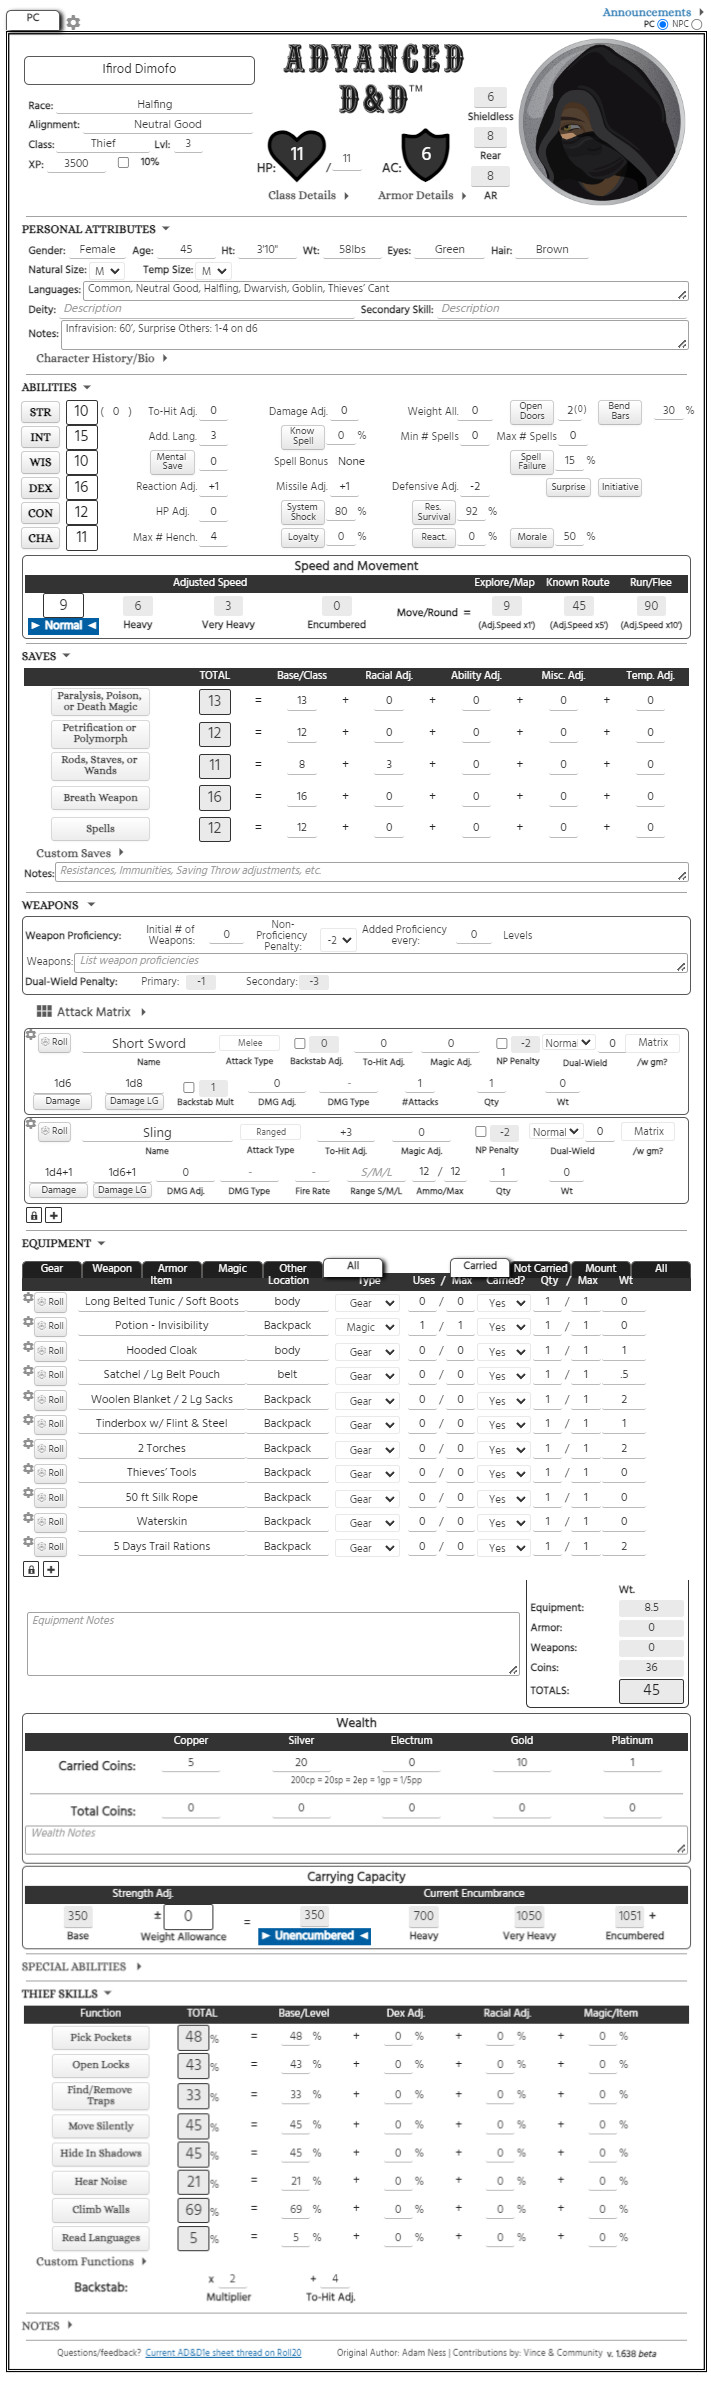 PC
Announcements
PC NPC
Ifirod Dimofo
ADVANCED
D&D™
Race: Halfing
Alignment: Neutral Good
Class: Thief Lvl: 3
XP: 3500 10%
HP: 11 / 11
AC: 6
6
Shieldless
8
Rear
8
AR
Class Details
Armor Details
PERSONAL ATTRIBUTES
Gender: Female Age: 45 Ht: 3'10" Wt: 58lbs Eyes: Green Hair: Brown
Natural Size: M Temp Size: M
Languages: Common, Neutral Good, Halfling, Dwarvish, Goblin, Thieves' Cant
Deity: Description Secondary Skill: Description
Notes: Infravision: 60', Surprise Others: 1-4 on d6
Character History/Bio
ABILITIES
STR 10 ( 0 ) To-Hit Adj. 0 Damage Adj. 0 Weight All. 0 Open Doors 2(0) Bend Bars 30 %
INT 15 Add. Lang. 3 Know Spell 0 % Min # Spells 0 Max # Spells 0
WIS 10 Mental Save 0 Spell Bonus None Spell Failure 15 %
DEX 16 Reaction Adj. +1 Missile Adj. +1 Defensive Adj. -2 Surprise Initiative
CON 12 HP Adj. 0 System Shock 80 % Res. Survival 92 %
CHA 11 Max # Hench. 4 Loyalty 0 % React. 0 % Morale 50 %
Speed and Movement
Adjusted Speed Explore/Map Known Route Run/Flee
9 6 3 0 Move/Round = 9 45 90
Normal Heavy Very Heavy Encumbered (Adj.Speed x1') (Adj.Speed x5') (Adj.Speed x10')
SAVES
TOTAL Base/Class Racial Adj. Ability Adj. Misc. Adj. Temp. Adj.
Paralysis, Poison, or Death Magic 13 = 13 + 0 + 0 + 0 + 0
Petrification or Polymorph 12 = 12 + 0 + 0 + 0 + 0
Rods, Staves, or Wands 11 = 8 + 3 + 0 + 0 + 0
Breath Weapon 16 = 16 + 0 + 0 + 0 + 0
Spells 12 = 12 + 0 + 0 + 0 + 0
Custom Saves
Notes: Resistances, Immunities, Saving Throw adjustments, etc.
WEAPONS
Weapon Proficiency: Initial # of Weapons: 0 Non-Proficiency Penalty: -2 Added Proficiency every: 0 Levels
Weapons: List weapon proficiencies
Dual-Wield Penalty: Primary: -1 Secondary: -3
Attack Matrix
Roll Short Sword Melee 0 0 0 -2 Normal 0 Matrix
Name Attack Type Backstab Adj. To-Hit Adj. Magic Adj. NP Penalty Dual-Wield /w gm?
1d6 1d8 1 0 - 1 1 0
Damage Damage LG Backstab Mult DMG Adj. DMG Type #Attacks Qty Wt
Roll Sling Ranged +3 0 -2 Normal 0 Matrix
Name Attack Type To-Hit Adj. Magic Adj. NP Penalty Dual-Wield /w gm?
1d4+1 1d6+1 0 - - S/M/L 12 / 12 1 0
Damage Damage LG DMG Adj. DMG Type Fire Rate Range S/M/L Ammo/Max Qty Wt
EQUIPMENT
Gear Weapon Armor Magic Other All Carried Not Carried Mount All
Item Location Type Uses / Max Carried? Qty / Max Wt
Roll Long Belted Tunic / Soft Boots body Gear 0 / 0 Yes 1 / 1 0
Roll Potion - Invisibility Backpack Magic 1 / 1 Yes 1 / 1 0
Roll Hooded Cloak body Gear 0 / 0 Yes 1 / 1 1
Roll Satchel / Lg Belt Pouch belt Gear 0 / 0 Yes 1 / 1 .5
Roll Woolen Blanket / 2 Lg Sacks Backpack Gear 0 / 0 Yes 1 / 1 2
Roll Tinderbox w/ Flint & Steel Backpack Gear 0 / 0 Yes 1 / 1 1
Roll 2 Torches Backpack Gear 0 / 0 Yes 1 / 1 2
Roll Thieves' Tools Backpack Gear 0 / 0 Yes 1 / 1 0
Roll 50 ft Silk Rope Backpack Gear 0 / 0 Yes 1 / 1 0
Roll Waterskin Backpack Gear 0 / 0 Yes 1 / 1 0
Roll 5 Days Trail Rations Backpack Gear 0 / 0 Yes 1 / 1 2
Wt.
Equipment Notes
Equipment: 8.5
Armor: 0
Weapons: 0
Coins: 36
TOTALS: 45
Wealth
Copper Silver Electrum Gold Platinum
Carried Coins: 5 20 0 10 1
200cp = 20sp = 2ep = 1gp = 1/5pp
Total Coins: 0 0 0 0 0
Wealth Notes
Carrying Capacity
Strength Adj. Current Encumbrance
350 ± 0 = 350 700 1050 1051 +
Base Weight Allowance Unencumbered Heavy Very Heavy Encumbered
SPECIAL ABILITIES
THIEF SKILLS
Function TOTAL Base/Level Dex Adj. Racial Adj. Magic/Item
Pick Pockets 48 % = 48 % + 0 % + 0 % + 0 %
Open Locks 43 % = 43 % + 0 % + 0 % + 0 %
Find/Remove Traps 33 % = 33 % + 0 % + 0 % + 0 %
Move Silently 45 % = 45 % + 0 % + 0 % + 0 %
Hide In Shadows 45 % = 45 % + 0 % + 0 % + 0 %
Hear Noise 21 % = 21 % + 0 % + 0 % + 0 %
Climb Walls 69 % = 69 % + 0 % + 0 % + 0 %
Read Languages 5 % = 5 % + 0 % + 0 % + 0 %
Custom Functions
Backstab: x 2 + 4
Multiplier To-Hit Adj.
NOTES
Questions/feedback? Current AD&D1e sheet thread on Roll20 Original Author: Adam Ness | Contributions by: Vince & Community v. 1.638 beta